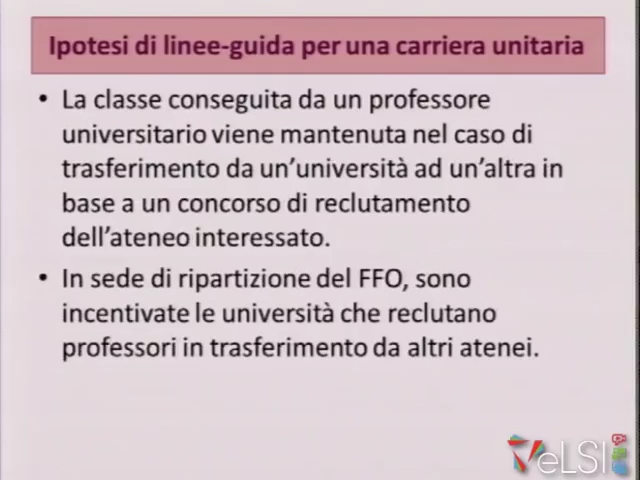 Ipotesi di linee-guida per una carriera unitaria
• La classe conseguita da un professore
universitario viene mantenuta nel caso di
trasferimento da un'università ad un'altra in
base a un concorso di reclutamento
dell'ateneo interessato.
• In sede di ripartizione del FFO, sono
incentivate le università che reclutano
professori in trasferimento da altri atenei.
VeLSI